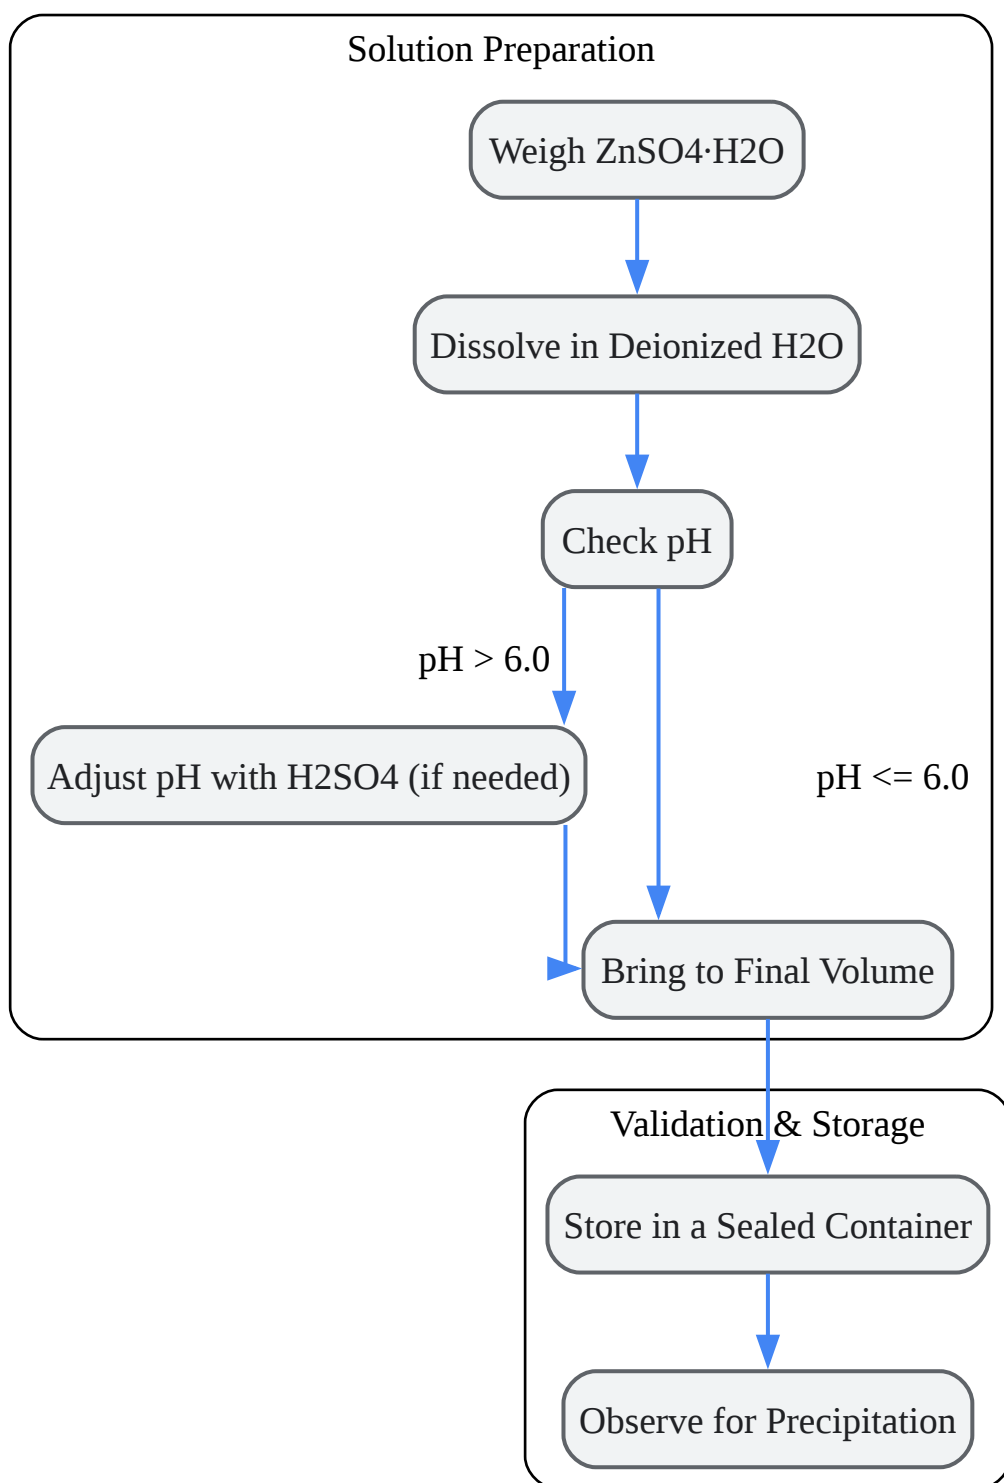 Solution Preparation
Weigh ZnSO4·H2O
Dissolve in Deionized H2O
Check pH
pH > 6.0
Adjust pH with H2SO4 (if needed)
pH <= 6.0
Bring to Final Volume
Validation & Storage
Store in a Sealed Container
Observe for Precipitation